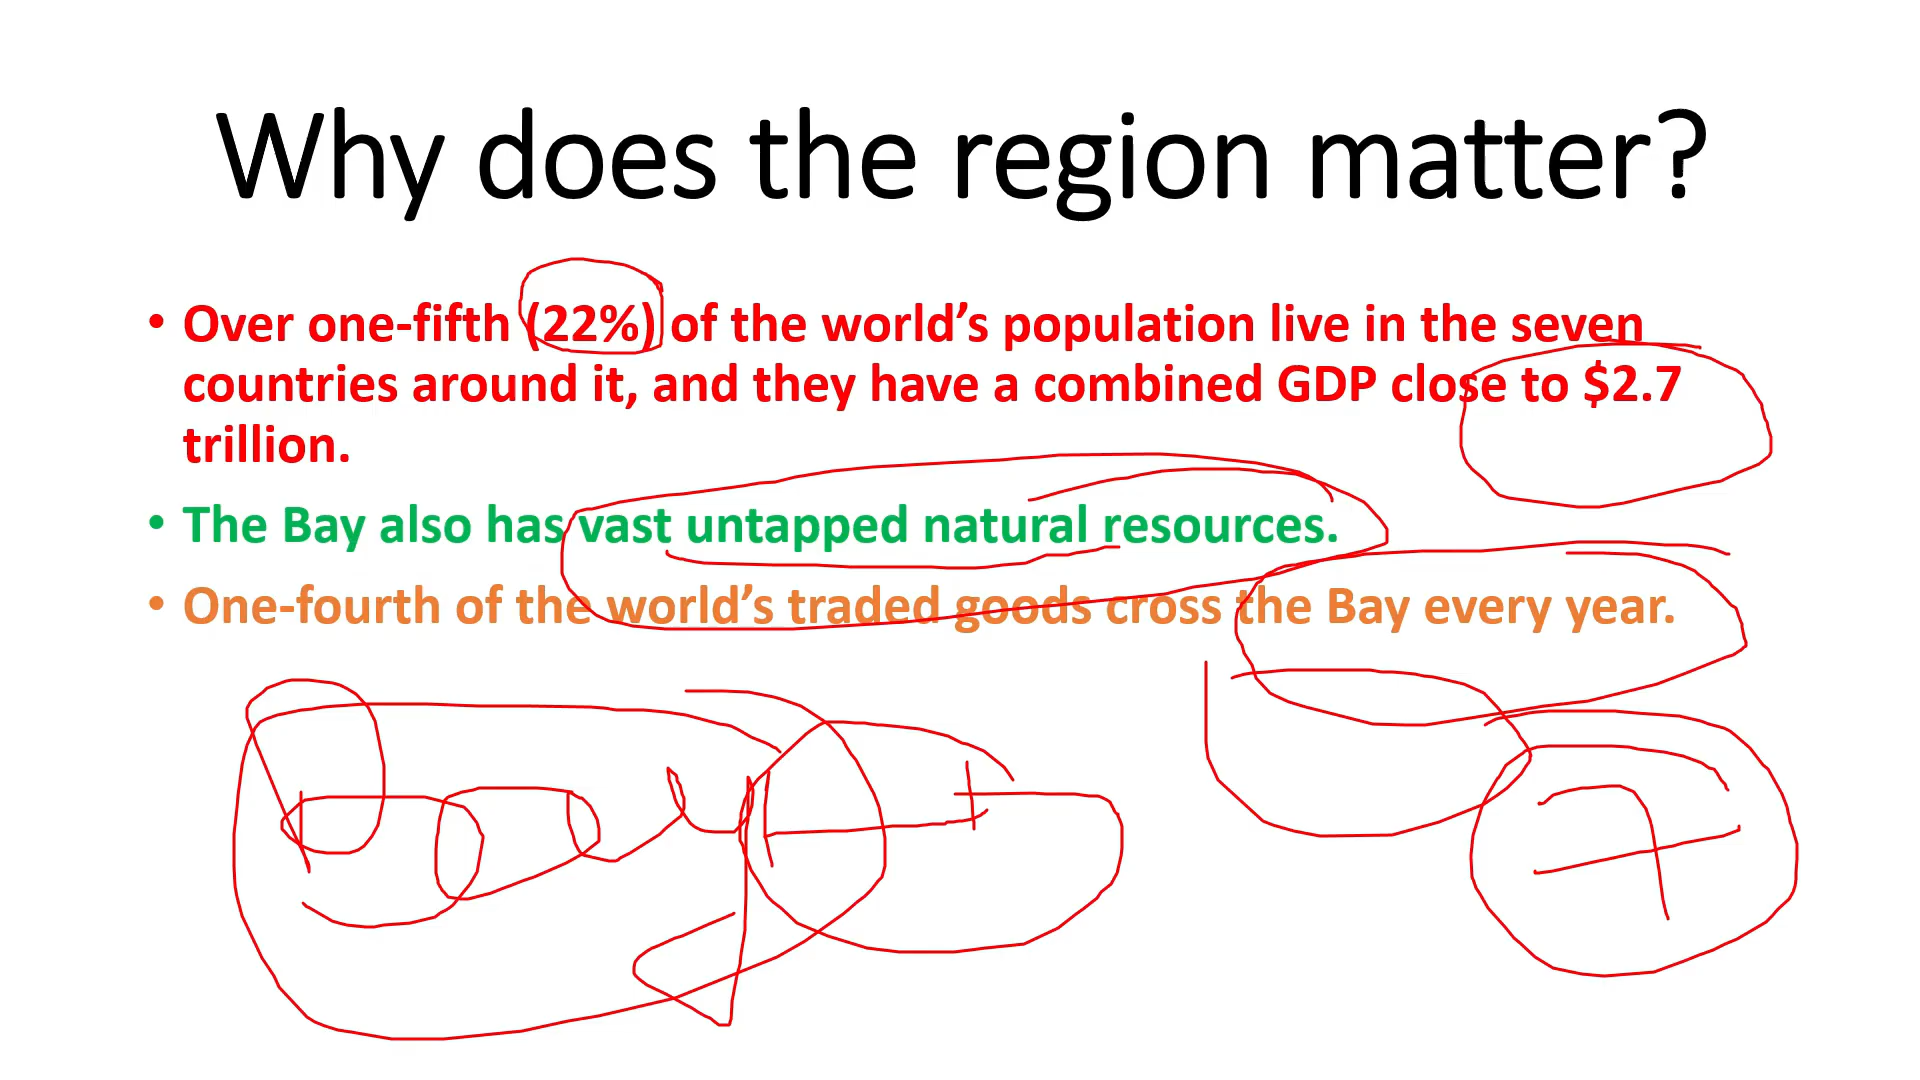 Why does the region matter?
• Over one-fifth (22%) of the world’s population live in the seven
countries around it, and they have a combined GDP close to $2.7
trillion.
• The Bay also has vast untapped natural resources.
• One-fourth of the world’s traded goods cross the Bay every year.
7